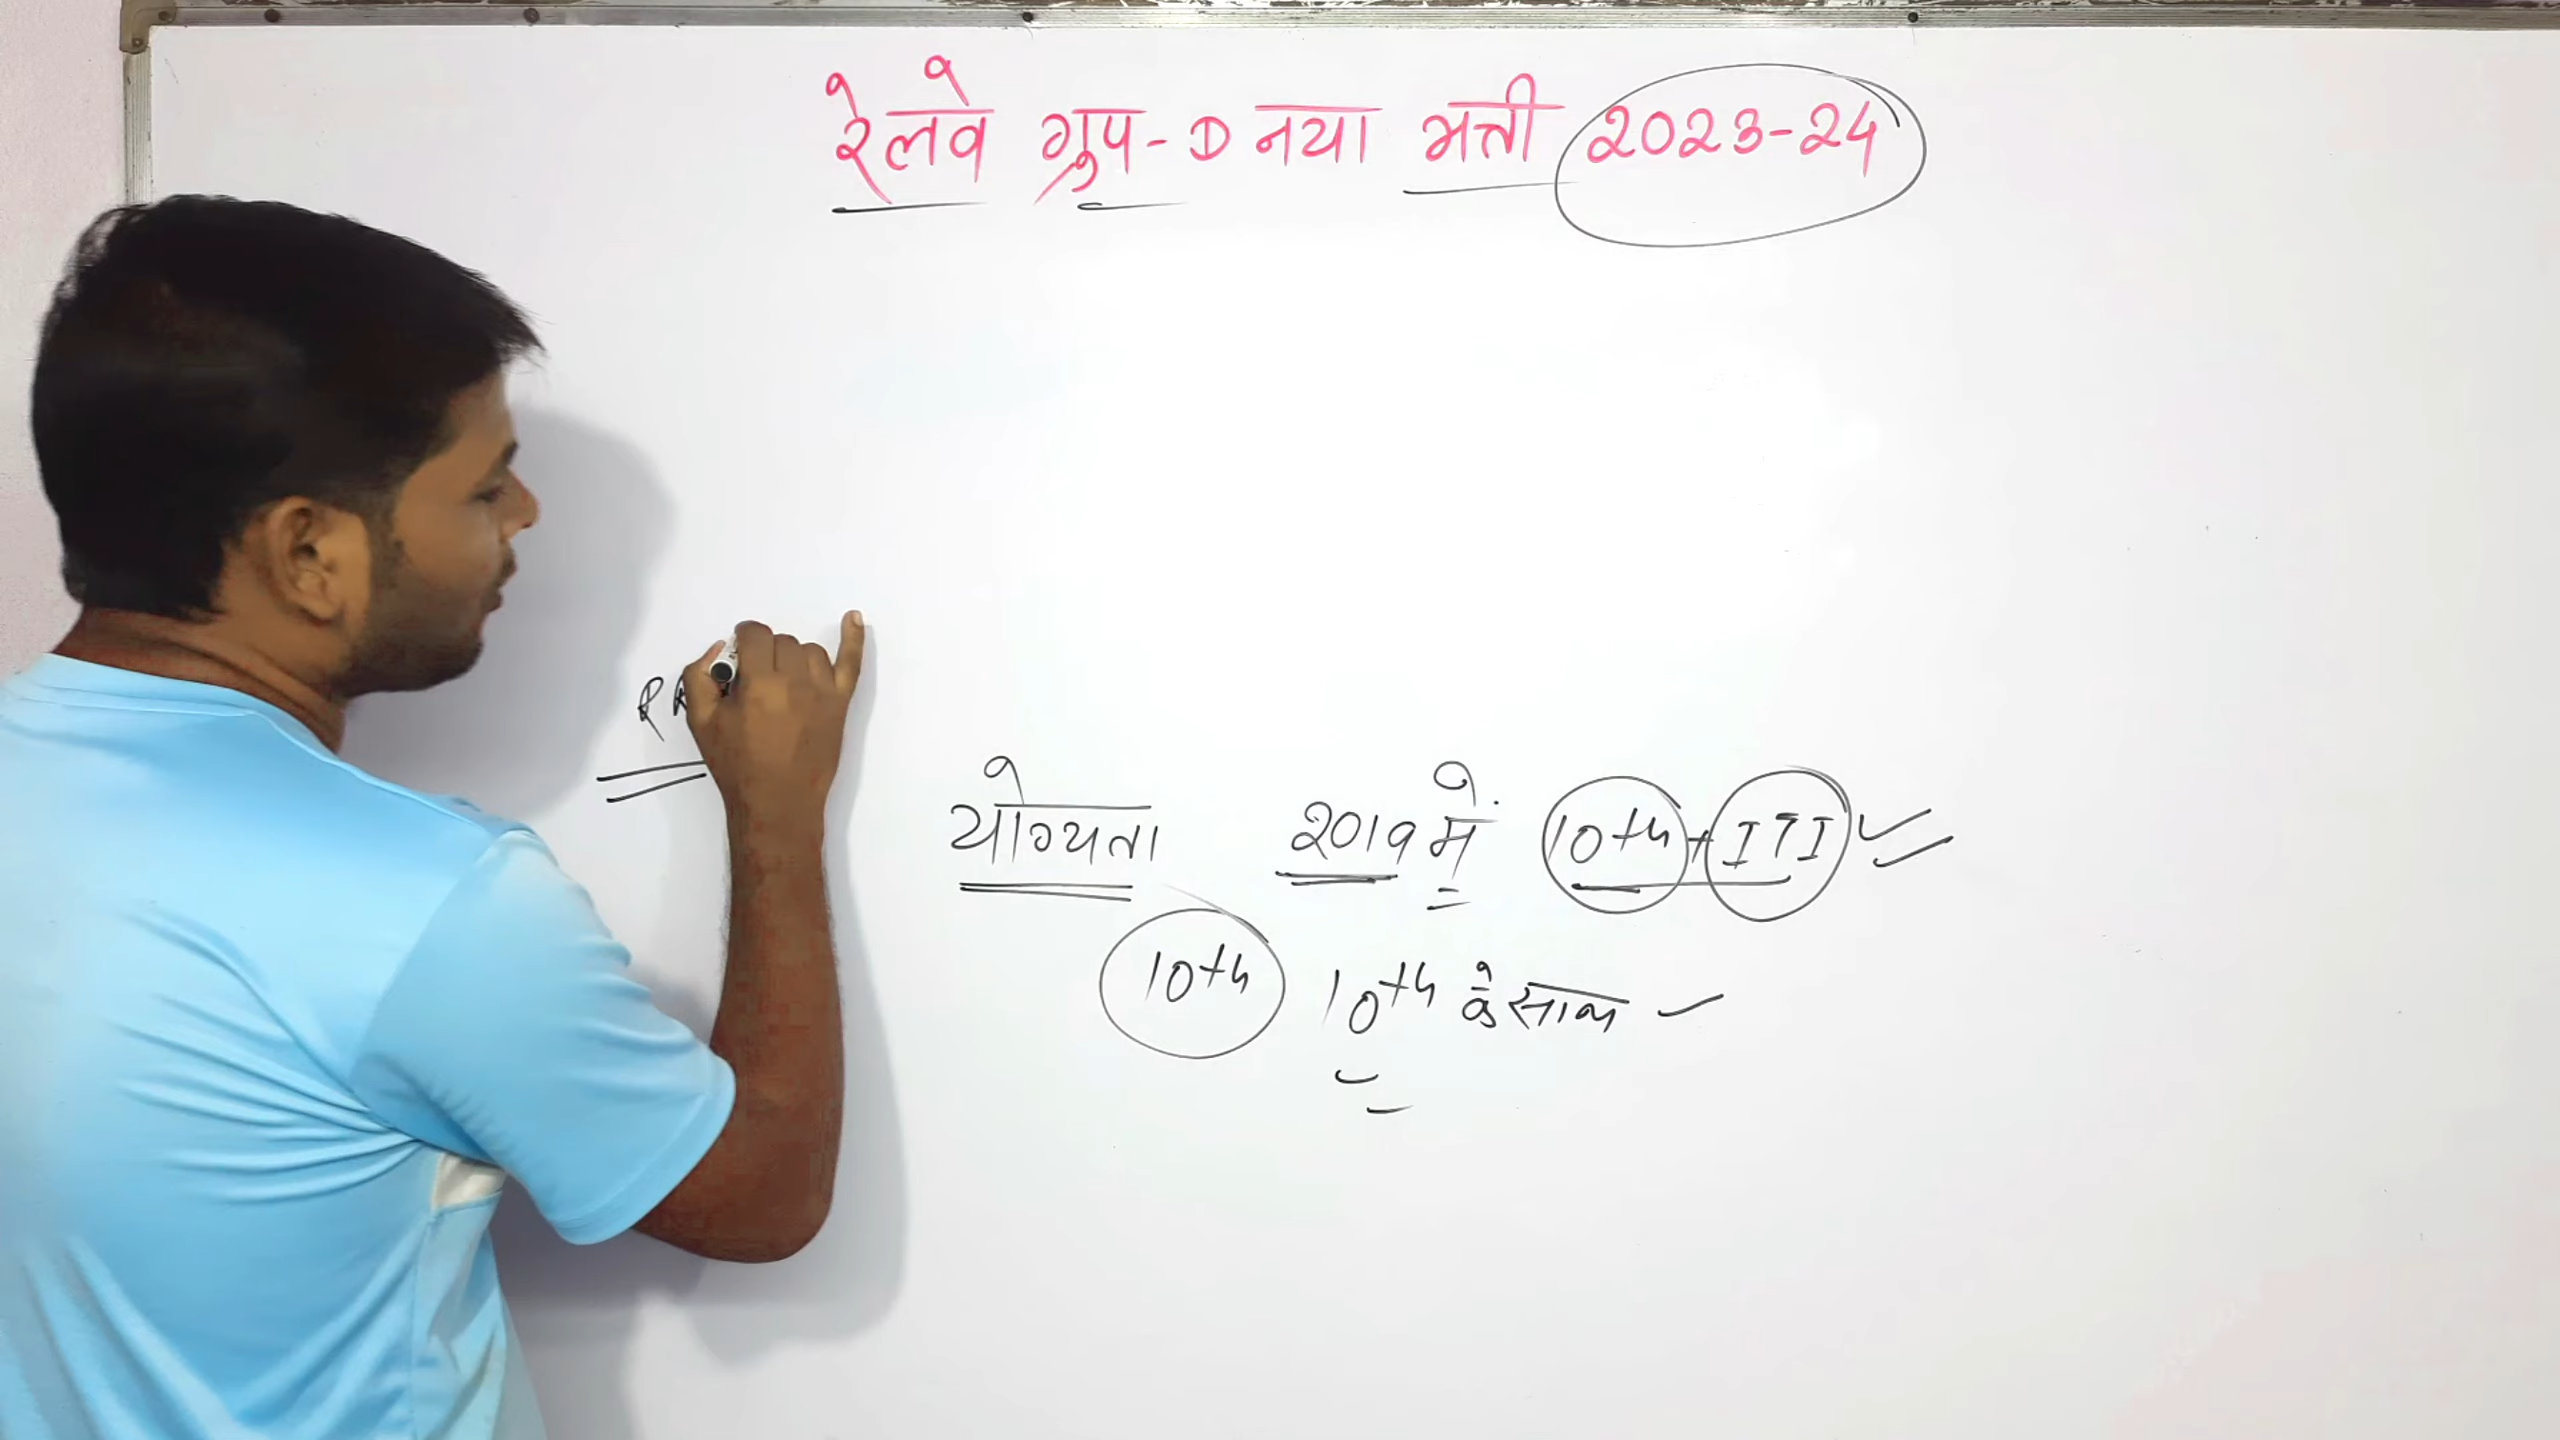 रेलवे ग्रुप-D नया भर्ती 2023-24
योग्यता 2019 में 10th + ITI
10th 10th के साथ